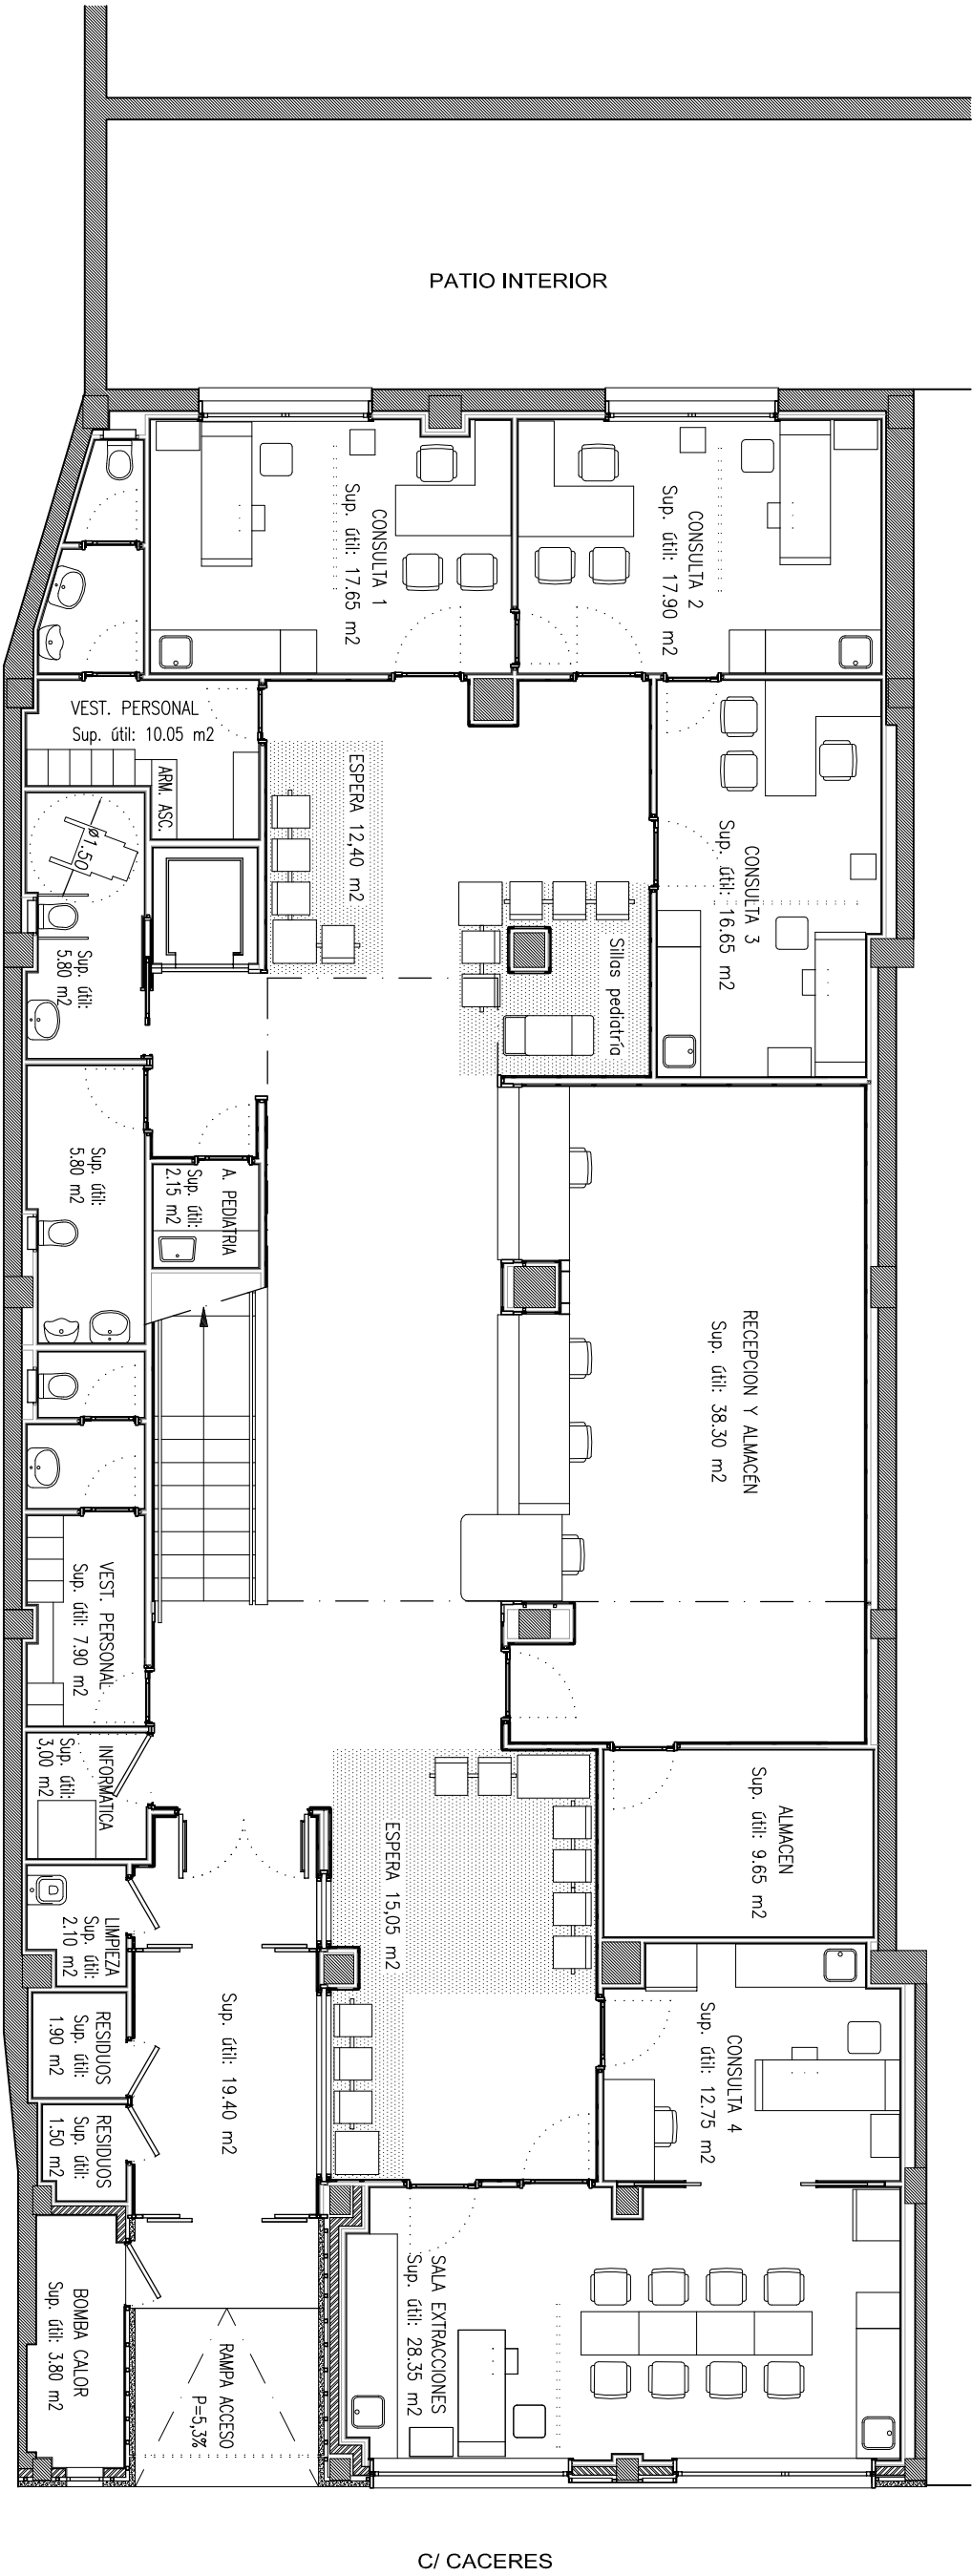 PATIO INTERIOR
CONSULTA 1
Sup. útil: 17.65 m2
CONSULTA 2
Sup. útil: 17.90 m2
VEST. PERSONAL
Sup. útil: 10.05 m2
ARM. ASC.
ESPERA 12,40 m2
CONSULTA 3
Sup. útil: 16.65 m2
Ø1.50
Sup. útil:
5.80 m2
Sillas pediatría
Sup. útil:
5.80 m2
A. PEDIATRIA
Sup. útil:
2.15 m2
RECEPCION Y ALMACÉN
Sup. útil: 38.30 m2
VEST. PERSONAL
Sup. útil: 7.90 m2
INFORMATICA
Sup. útil:
3,00 m2
ESPERA 15,05 m2
ALMACEN
Sup. útil: 9.65 m2
LIMPIEZA
Sup. útil:
2.10 m2
RESIDUOS
Sup. útil:
1.90 m2
Sup. útil: 19.40 m2
CONSULTA 4
Sup. útil: 12.75 m2
RESIDUOS
Sup. útil:
1.50 m2
BOMBA CALOR
Sup. útil: 3.80 m2
RAMPA ACCESO
P=5,3%
SALA EXTRACCIONES
Sup. útil: 28.35 m2
C/ CACERES